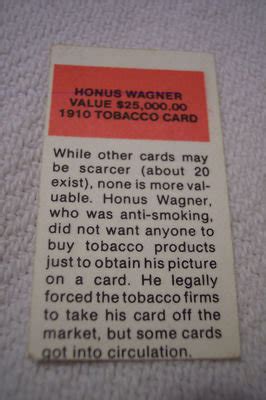 HONUS WAGNER
VALUE $25,000.00
1910 TOBACCO CARD
While other cards may
be scarcer (about 20
exist), none is more val-
uable. Honus Wagner,
who was anti-smoking,
did not want anyone to
buy tobacco products
just to obtain his picture
on a card. He legally
forced the tobacco firms
to take his card off the
market, but some cards
got into circulation.